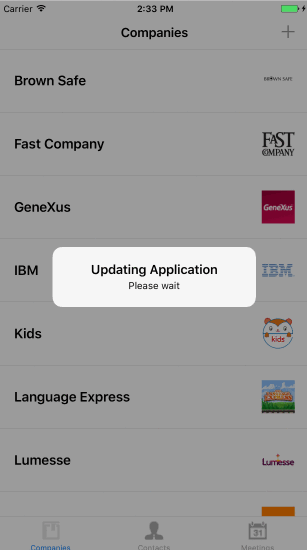 Carrier 2:33 PM
Companies +
Brown Safe BROWN SAFE
Fast Company FAST COMPANY
GeneXus GeneXus
IBM IBM
Updating Application
Please wait
Kids kids
Language Express
Lumesse Lumesse
31
Companies Contacts Meetings